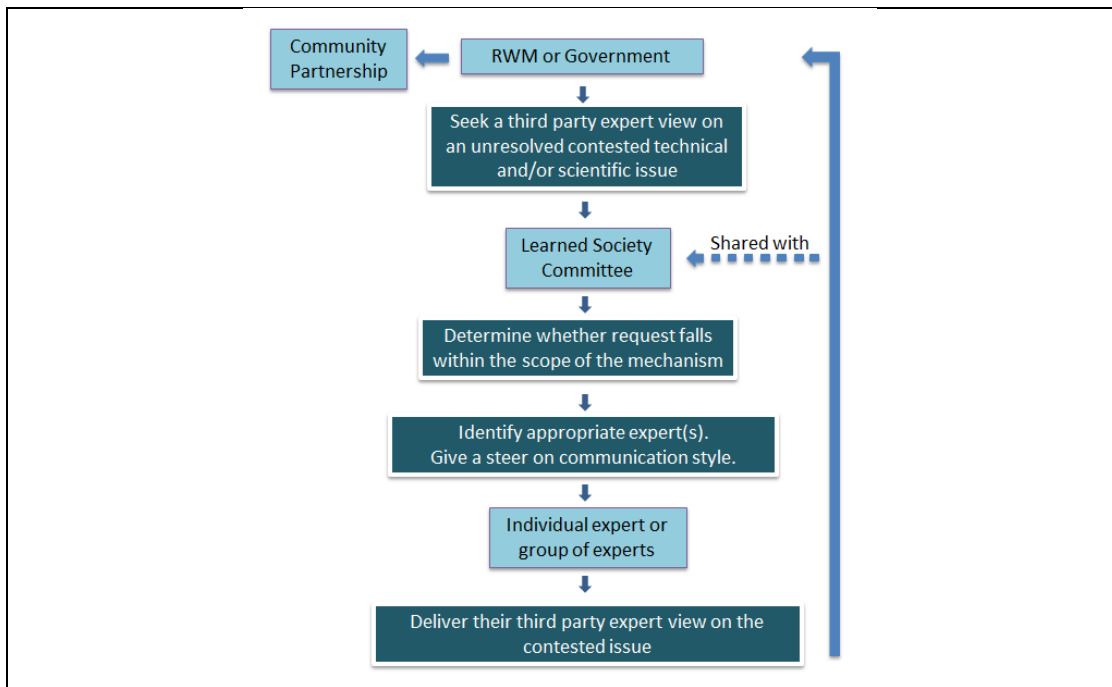 Community
Partnership
RWM or Government
Seek a third party expert view on
an unresolved contested technical
and/or scientific issue
Learned Society
Committee
Shared with
Determine whether request falls
within the scope of the mechanism
Identify appropriate expert(s).
Give a steer on communication style.
Individual expert or
group of experts
Deliver their third party expert view on the
contested issue